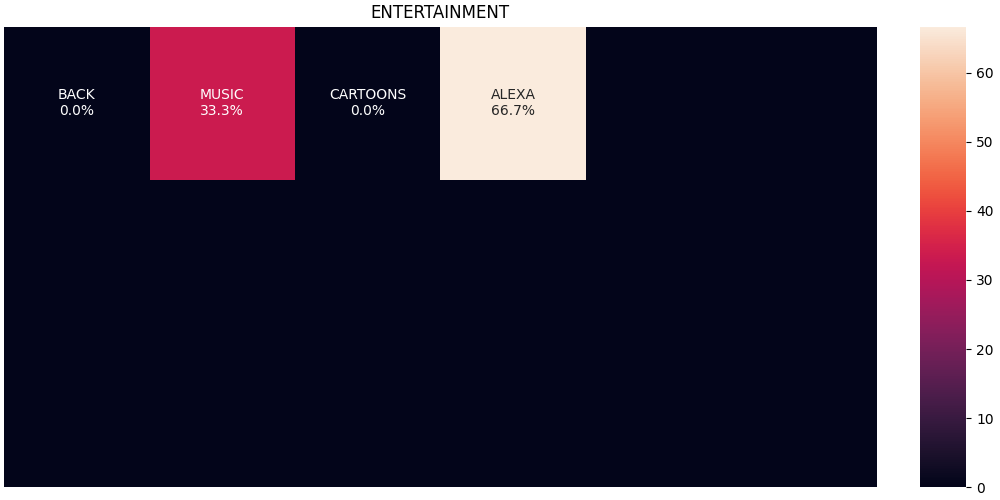 ENTERTAINMENT
BACK
0.0%
MUSIC
33.3%
CARTOONS
0.0%
ALEXA
66.7%
60
50
40
30
20
10
0